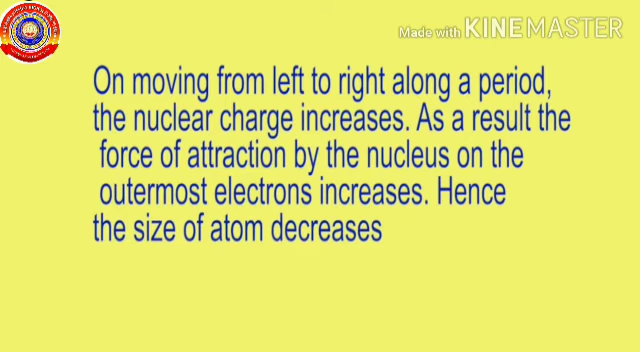 Made with KINEMASTER
On moving from left to right along a period,
the nuclear charge increases. As a result the
force of attraction by the nucleus on the
outermost electrons increases. Hence
the size of atom decreases